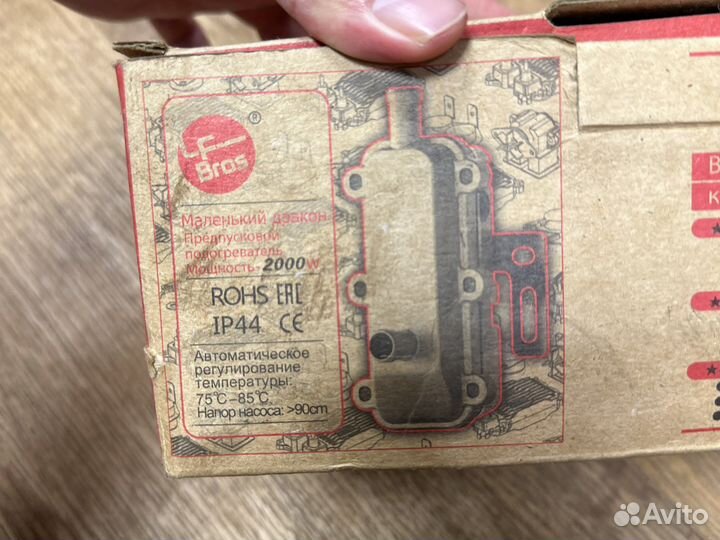 F
Bros
®
Маленький дракон
Предпусковой
подогреватель
Мощность- 2000W
ROHS EAC
IP44 CE
Автоматическое
регулирование
температуры:
75℃-85℃.
Напор насоса: >90cm
В
К
Avito